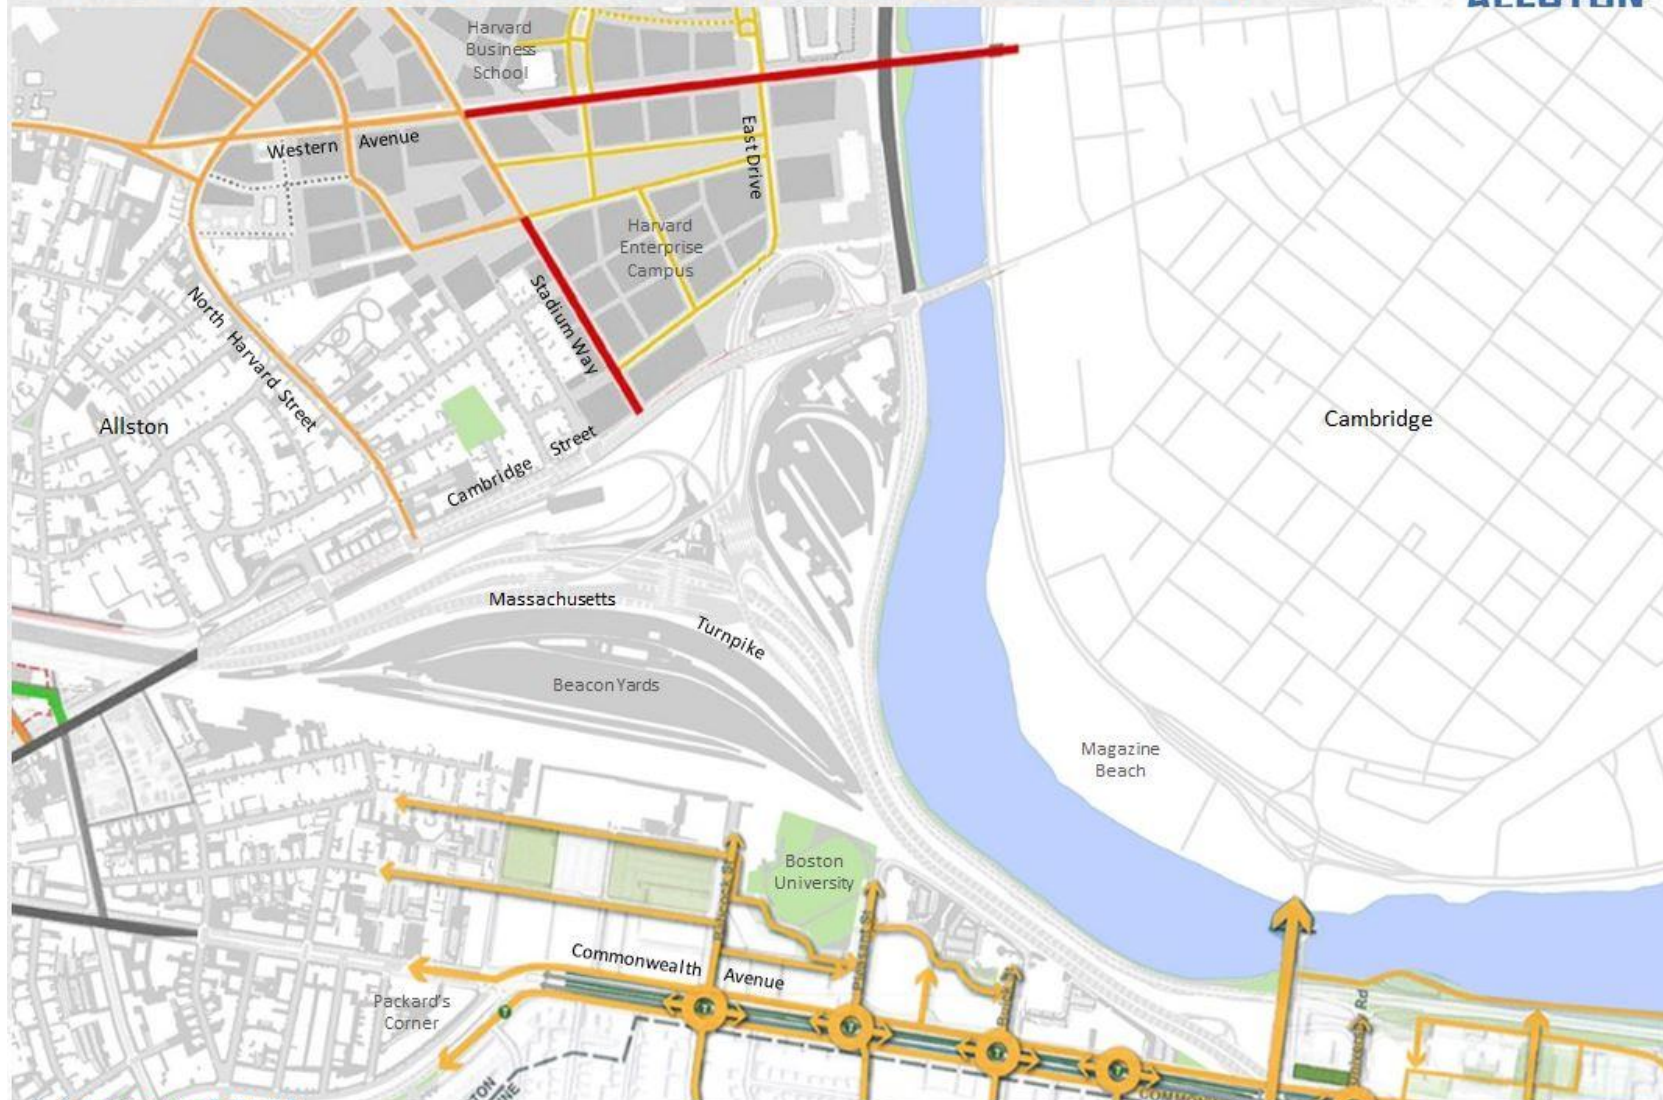 Harvard
Business
School
Western Avenue
East Drive
Harvard
Enterprise
Campus
Stadium Way
North Harvard Street
Allston
Cambridge
Cambridge Street
Massachusetts
Turnpike
Beacon Yards
Magazine
Beach
Boston
University
Commonwealth Avenue
Packard's
Corner
T
T
T
T
T
Rd